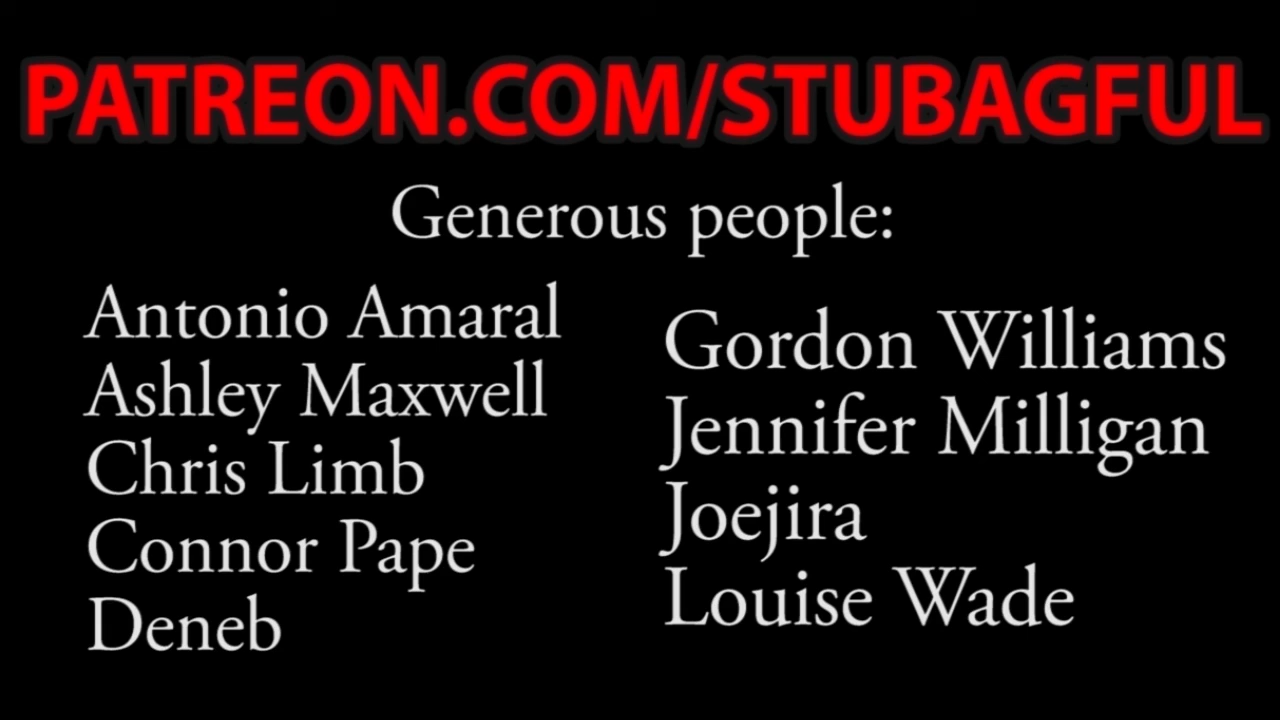 PATREON.COM/STUBAGFUL
Generous people:
Antonio Amaral
Ashley Maxwell
Chris Limb
Connor Pape
Deneb
Gordon Williams
Jennifer Milligan
Joejira
Louise Wade